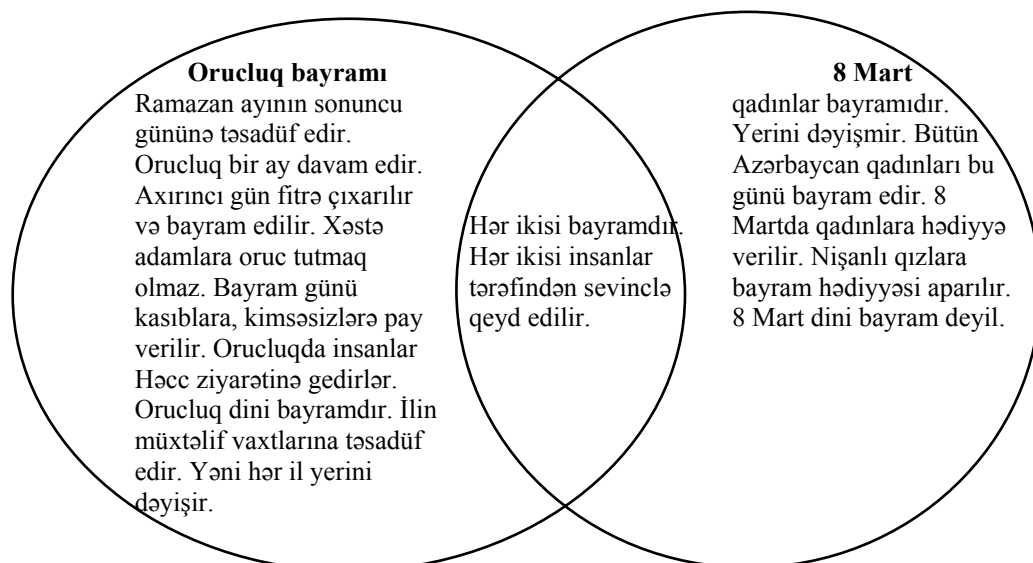 Orucluq bayramı
Ramazan ayının sonuncu
gününə təsadüf edir.
Orucluq bir ay davam edir.
Axırıncı gün fitrə çıxarılır
və bayram edilir. Xəstə
adamlara oruc tutmaq
olmaz. Bayram günü
kasıblara, kimsəsizlərə pay
verilir. Orucluqda insanlar
Həcc ziyarətinə gedirlər.
Orucluq dini bayramdır. İlin
müxtəlif vaxtlarına təsadüf
edir. Yəni hər il yerini
dəyişir.
Hər ikisi bayramdır.
Hər ikisi insanlar
tərəfindən sevinclə
qeyd edilir.
8 Mart
qadınlar bayramıdır.
Yerini dəyişmir. Bütün
Azərbaycan qadınları bu
günü bayram edir. 8
Martda qadınlara hədiyyə
verilir. Nişanlı qızlara
bayram hədiyyəsi aparılır.
8 Mart dini bayram deyil.